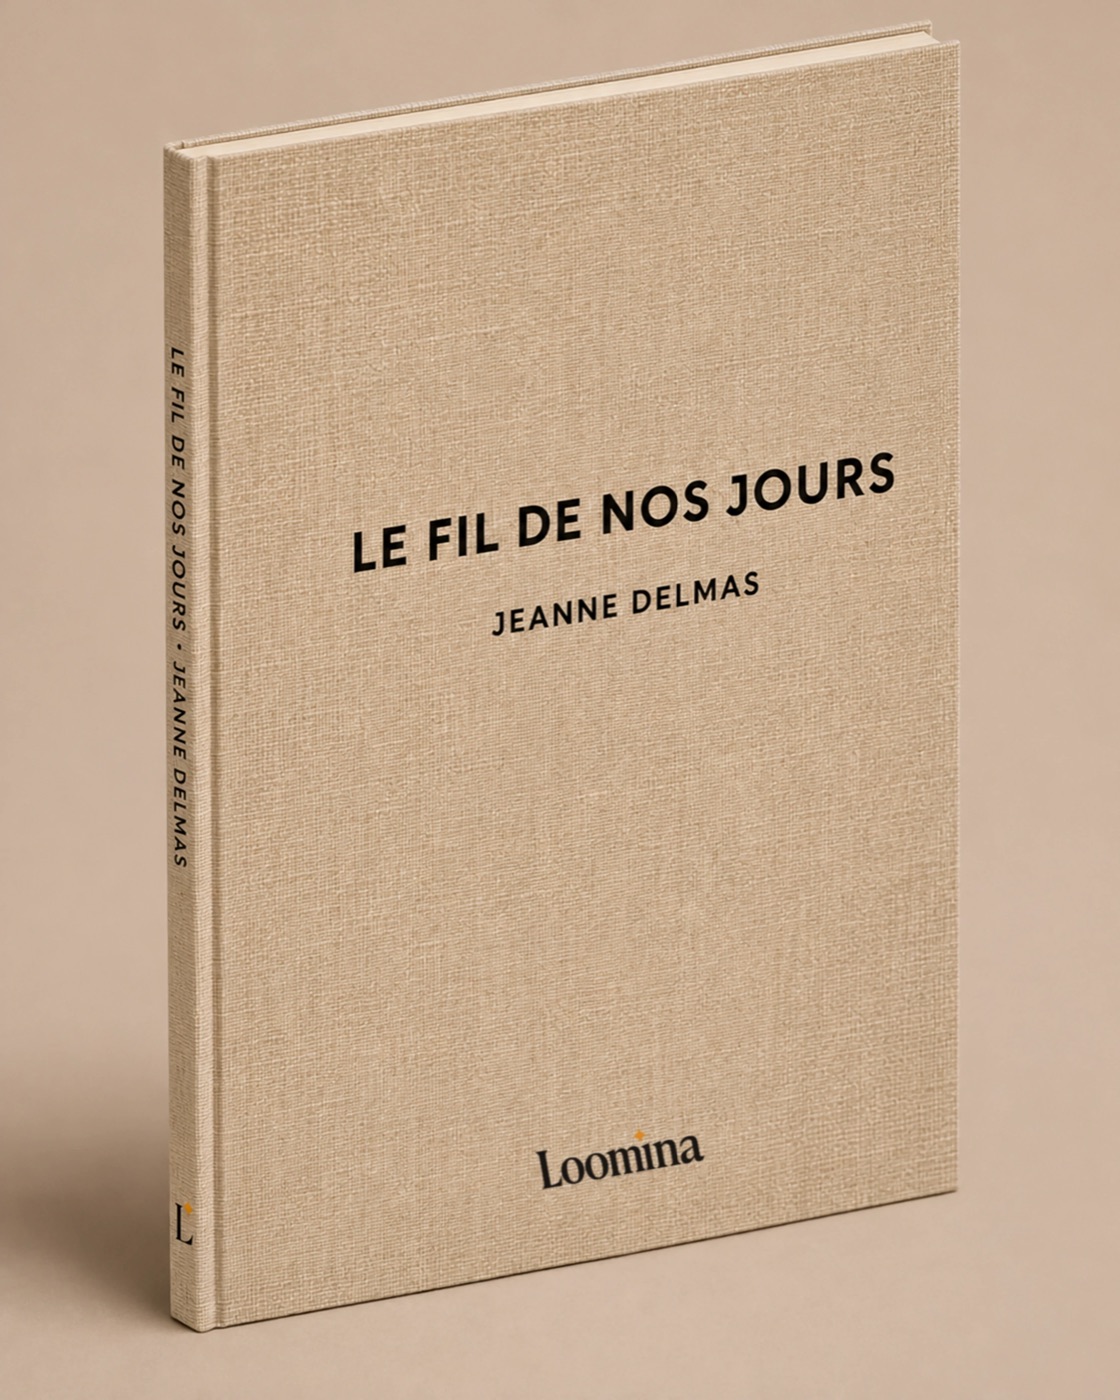 LE FIL DE NOS JOURS
JEANNE DELMAS
Loomina
LE FIL DE NOS JOURS • JEANNE DELMAS
L